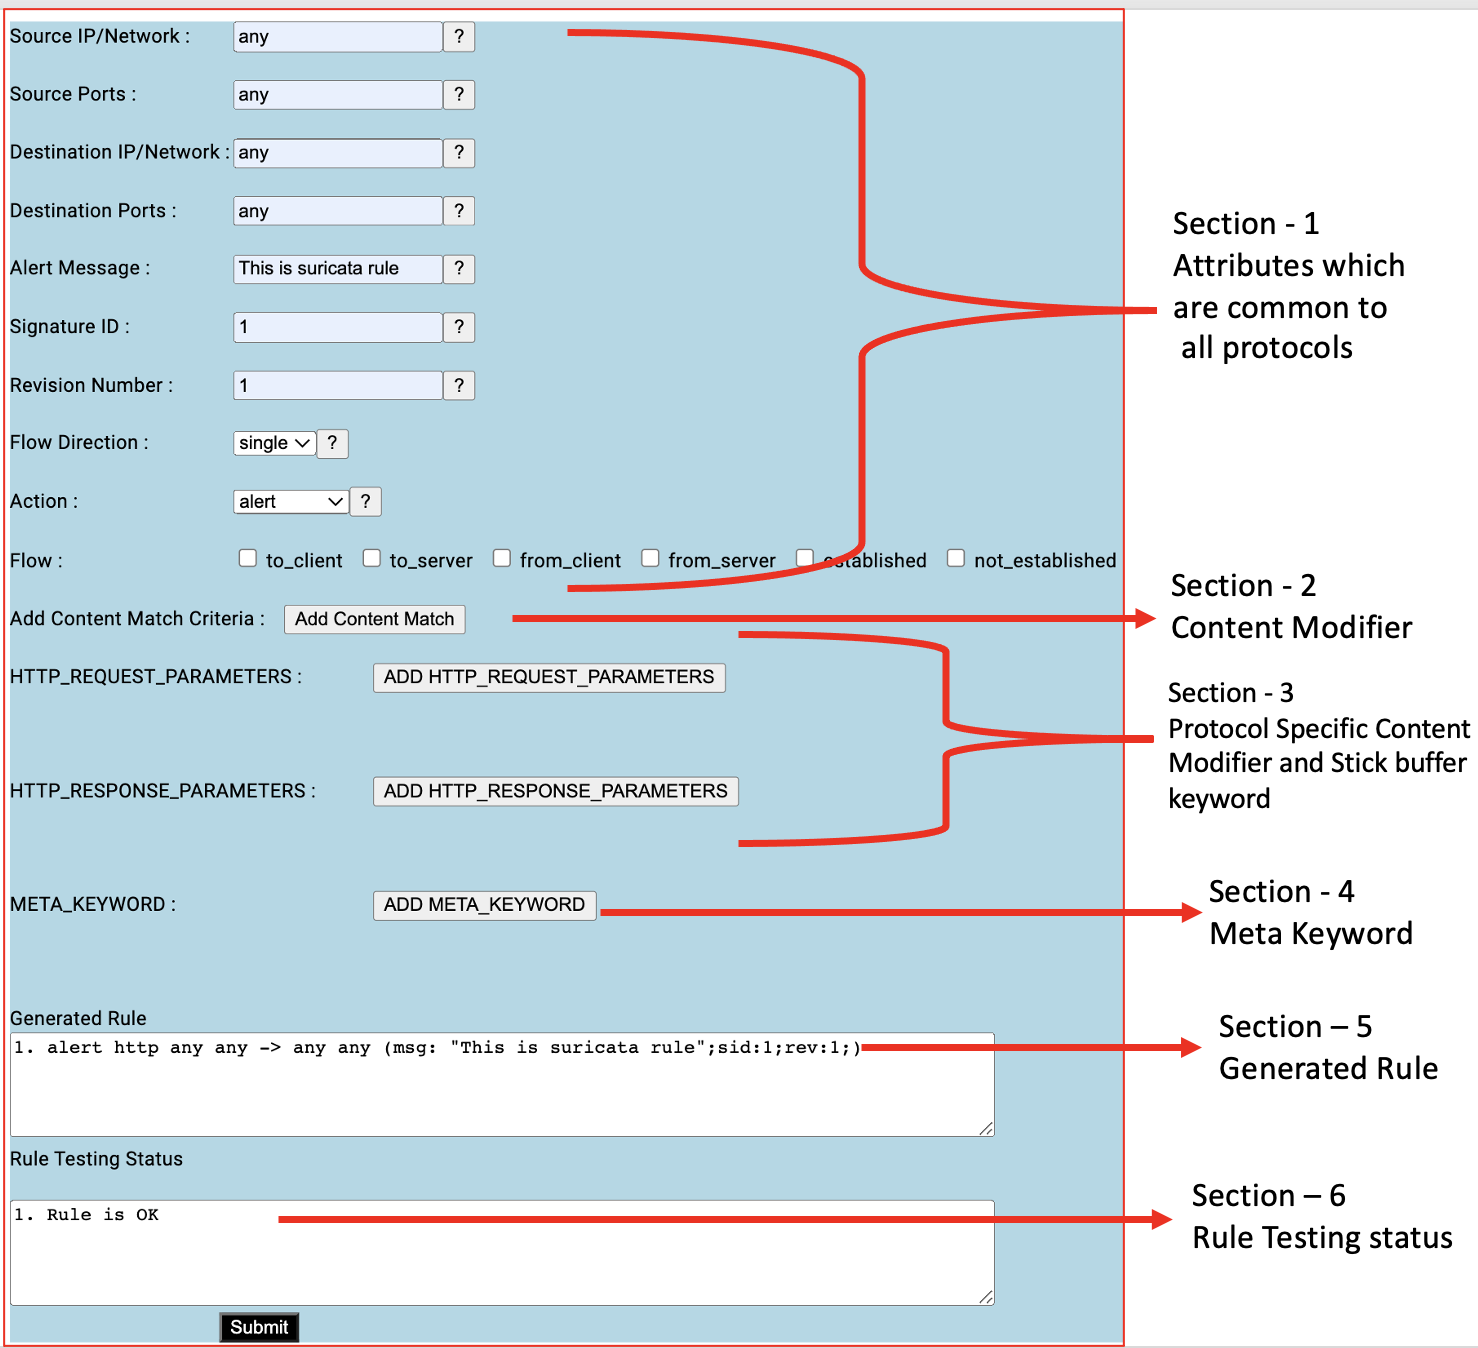 Source IP/Network : any ?
Source Ports : any ?
Destination IP/Network : any ?
Destination Ports : any ?
Alert Message : This is suricata rule ?
Signature ID : 1 ?
Revision Number : 1 ?
Flow Direction : single ?
Action : alert ?
Flow : to_client to_server from_client from_server established not_established
Section - 1
Attributes which
are common to
all protocols
Add Content Match Criteria : Add Content Match
Section - 2
Content Modifier
HTTP_REQUEST_PARAMETERS : ADD HTTP_REQUEST_PARAMETERS
HTTP_RESPONSE_PARAMETERS : ADD HTTP_RESPONSE_PARAMETERS
Section - 3
Protocol Specific Content
Modifier and Stick buffer
keyword
META_KEYWORD : ADD META_KEYWORD
Section - 4
Meta Keyword
Generated Rule
1. alert http any any -> any any (msg: "This is suricata rule";sid:1;rev:1;)
Section – 5
Generated Rule
Rule Testing Status
1. Rule is OK
Section – 6
Rule Testing status
Submit